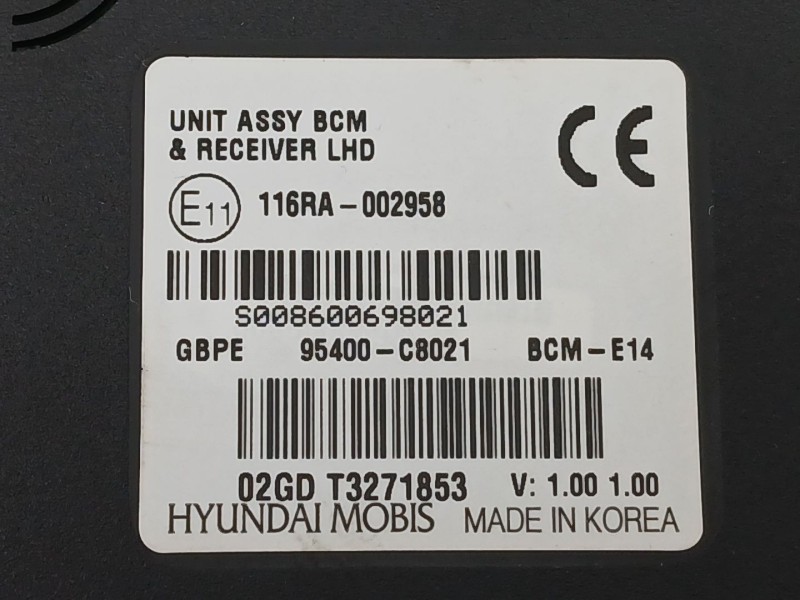 UNIT ASSY BCM
& RECEIVER LHD
CE
E11 116RA-002958
S008600698021
GBPE 95400-C8021 BCM-E14
02GD T3271853 V: 1.00 1.00
HYUNDAI MOBIS MADE IN KOREA